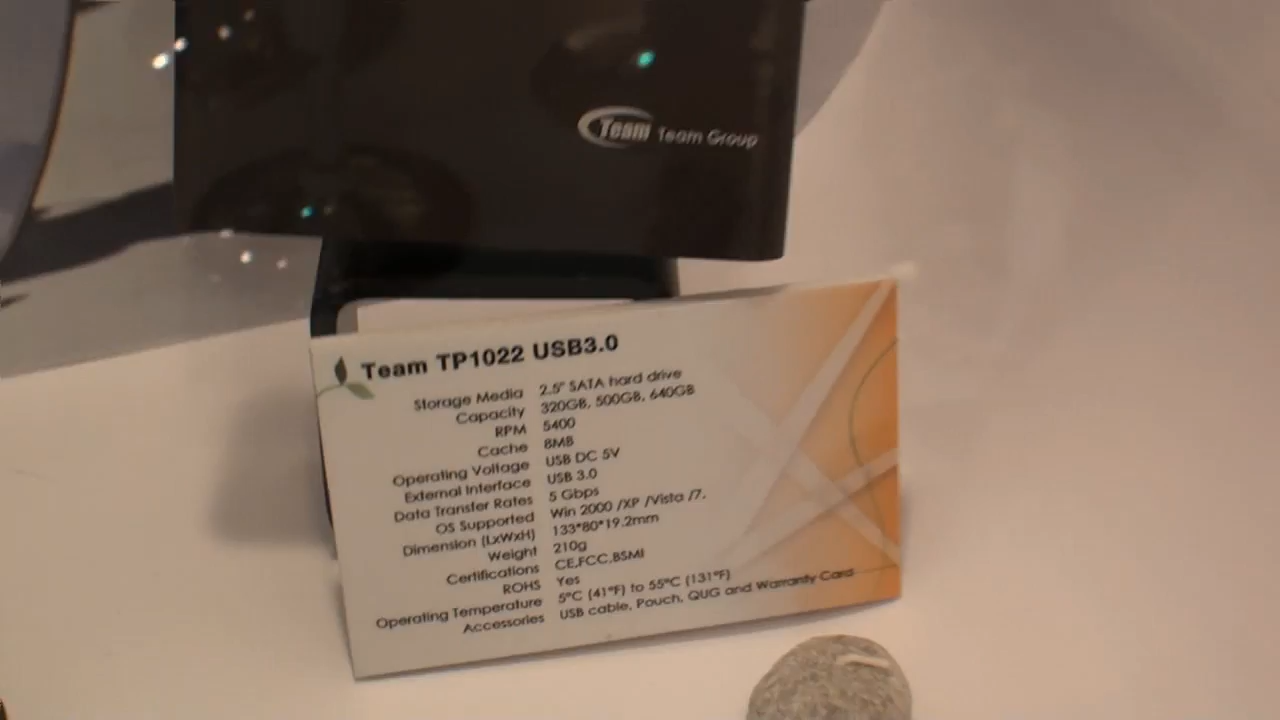 Team Team Group
Team TP1022 USB3.0
Storage Media 2.5" SATA hard drive
Capacity 320GB, 500GB, 640GB
RPM 5400
Cache 8MB
Operating Voltage USB DC 5V
External Interface USB 3.0
Data Transfer Rates 5 Gbps
OS Supported Win 2000 /XP /Vista /7.
Dimension (LxWxH) 133*80*19.2mm
Weight 210g
Certifications CE,FCC,BSMI
ROHS Yes
Operating Temperature 5°C (41°F) to 55°C (131°F)
Accessories USB cable, Pouch, QUG and Warranty Card